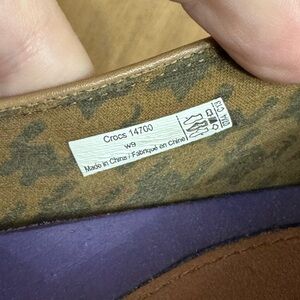 Crocs 14700
W9
Made in China / Fabriqué en Chine